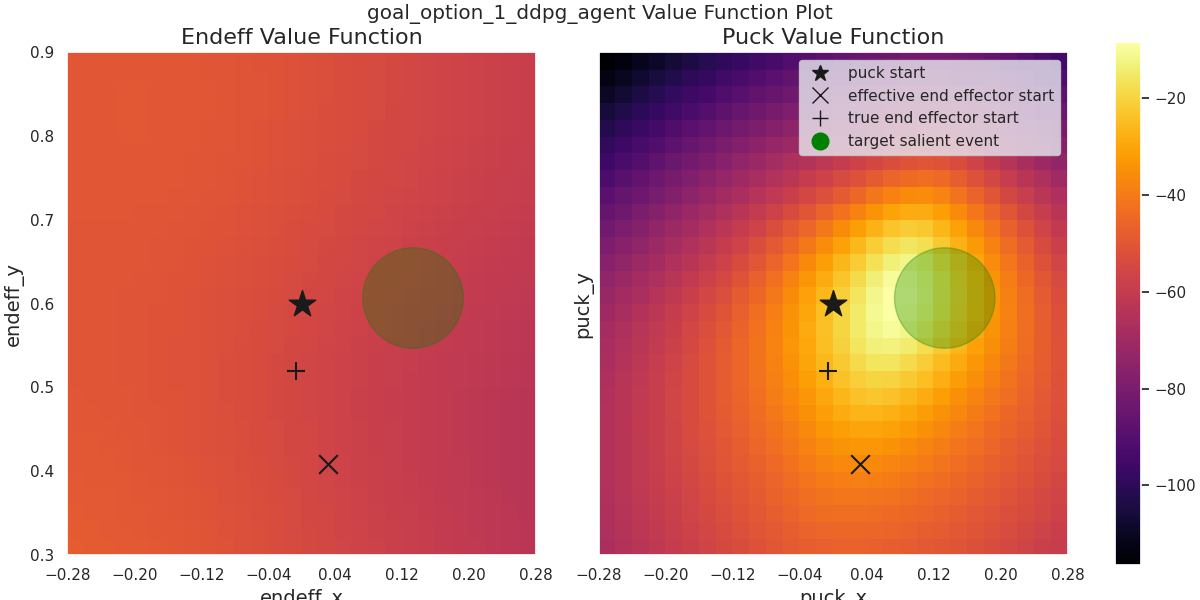 goal_option_1_ddpg_agent Value Function Plot
Endeff Value Function
Puck Value Function
0.9
0.8
0.7
0.6
0.5
0.4
0.3
endeff_y
−0.28 −0.20 −0.12 −0.04 0.04 0.12 0.20 0.28
endeff_x
puck_y
puck start
effective end effector start
true end effector start
target salient event
−0.28 −0.20 −0.12 −0.04 0.04 0.12 0.20 0.28
puck_x
−20
−40
−60
−80
−100